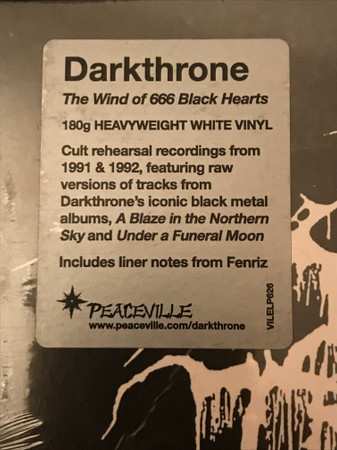 Darkthrone
The Wind of 666 Black Hearts
180g HEAVYWEIGHT WHITE VINYL
Cult rehearsal recordings from
1991 & 1992, featuring raw
versions of tracks from
Darkthrone's iconic black metal
albums, A Blaze in the Northern
Sky and Under a Funeral Moon
Includes liner notes from Fenriz
PEACEVILLE
www.peaceville.com/darkthrone
VILELP626